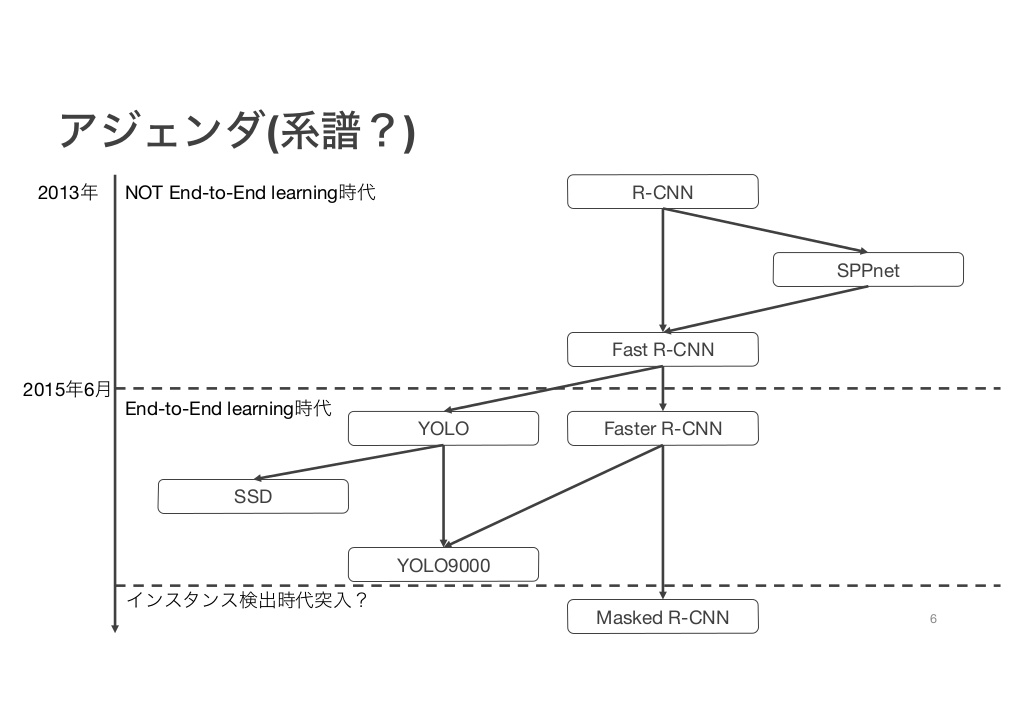 アジェンダ(系譜？)
2013年
NOT End-to-End learning時代
R-CNN
SPPnet
Fast R-CNN
2015年6月
End-to-End learning時代
YOLO
Faster R-CNN
SSD
YOLO9000
インスタンス検出時代突入？
Masked R-CNN
6